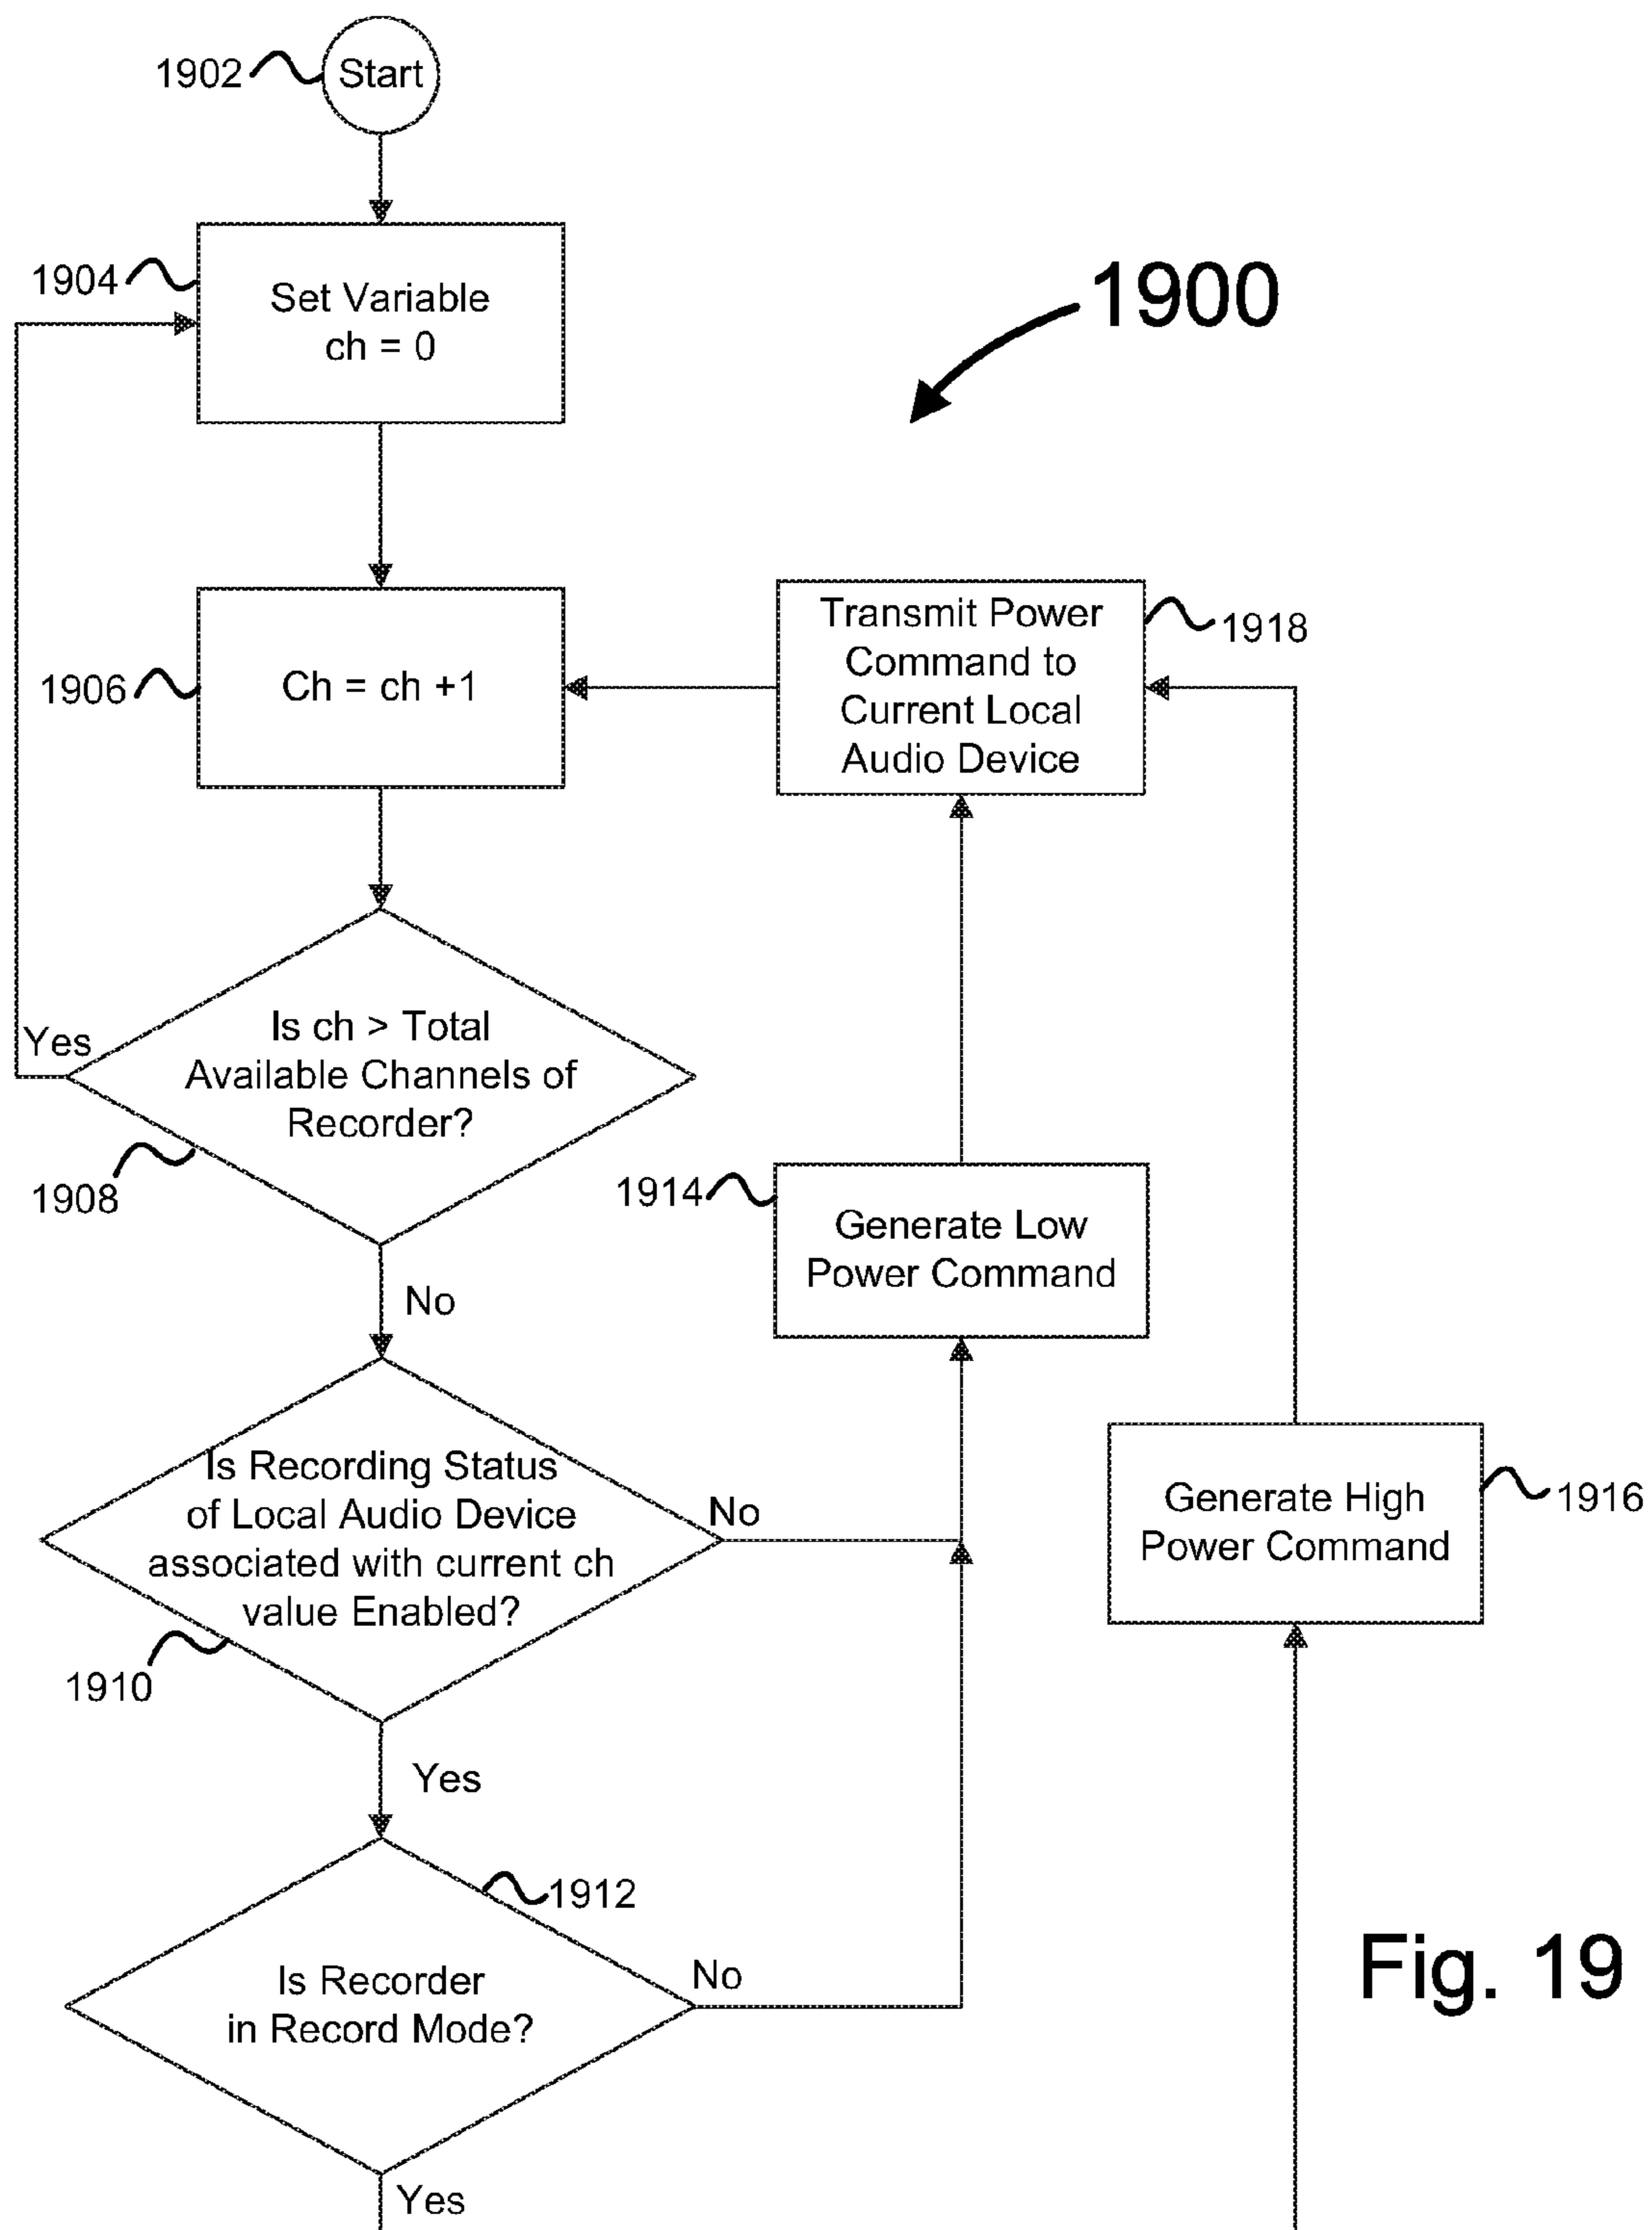 1902
Start
1904
Set Variable
ch = 0
1900
1906
Ch = ch +1
Transmit Power
Command to
Current Local
Audio Device
1918
Is ch > Total
Available Channels of
Recorder?
Yes
1908
No
1914
Generate Low
Power Command
Is Recording Status
of Local Audio Device
associated with current ch
value Enabled?
No
1910
Yes
Generate High
Power Command
1916
1912
Is Recorder
in Record Mode?
No
Yes
Fig. 19